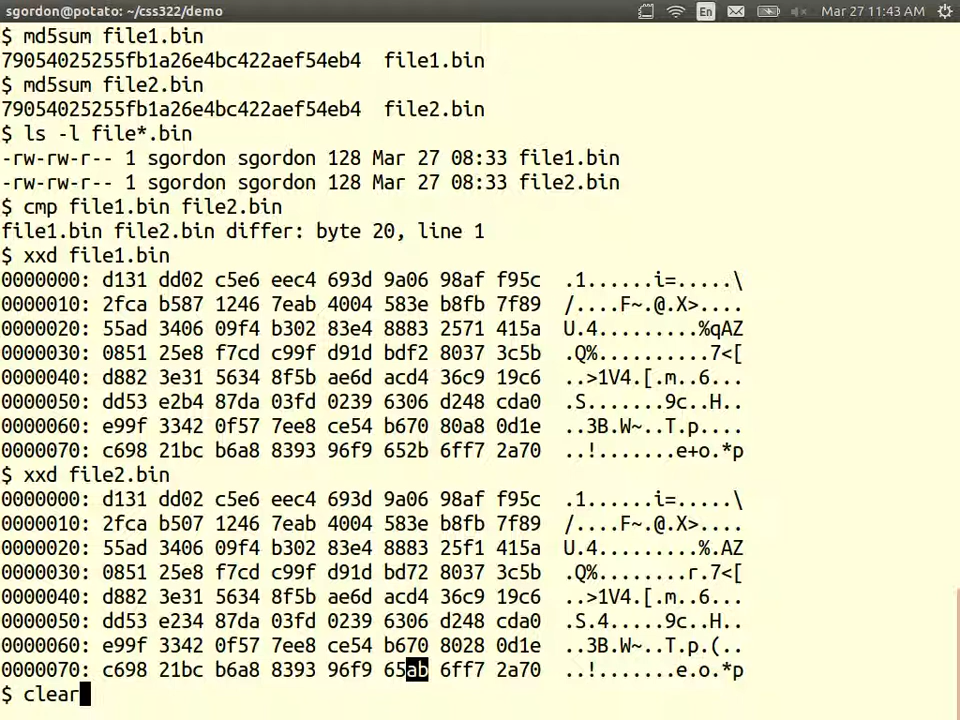 sgordon@potato: ~/css322/demo En Mar 27 11:43 AM
$ md5sum file1.bin
79054025255fb1a26e4bc422aef54eb4  file1.bin
$ md5sum file2.bin
79054025255fb1a26e4bc422aef54eb4  file2.bin
$ ls -l file*.bin
-rw-rw-r-- 1 sgordon sgordon 128 Mar 27 08:33 file1.bin
-rw-rw-r-- 1 sgordon sgordon 128 Mar 27 08:33 file2.bin
$ cmp file1.bin file2.bin
file1.bin file2.bin differ: byte 20, line 1
$ xxd file1.bin
0000000: d131 dd02 c5e6 eec4 693d 9a06 98af f95c  .1......i=.....\
0000010: 2fca b587 1246 7eab 4004 583e b8fb 7f89  /....F~.@.X>....
0000020: 55ad 3406 09f4 b302 83e4 8883 2571 415a  U.4.........%qAZ
0000030: 0851 25e8 f7cd c99f d91d bdf2 8037 3c5b  .Q%..........7<[
0000040: d882 3e31 5634 8f5b ae6d acd4 36c9 19c6  ..>1V4.[.m..6...
0000050: dd53 e2b4 87da 03fd 0239 6306 d248 cda0  .S.......9c..H..
0000060: e99f 3342 0f57 7ee8 ce54 b670 80a8 0d1e  ..3B.W~..T.p....
0000070: c698 21bc b6a8 8393 96f9 652b 6ff7 2a70  ..!.......e+o.*p
$ xxd file2.bin
0000000: d131 dd02 c5e6 eec4 693d 9a06 98af f95c  .1......i=.....\
0000010: 2fca b507 1246 7eab 4004 583e b8fb 7f89  /....F~.@.X>....
0000020: 55ad 3406 09f4 b302 83e4 8883 25f1 415a  U.4.........%.AZ
0000030: 0851 25e8 f7cd c99f d91d bd72 8037 3c5b  .Q%........r.7<[
0000040: d882 3e31 5634 8f5b ae6d acd4 36c9 19c6  ..>1V4.[.m..6...
0000050: dd53 e234 87da 03fd 0239 6306 d248 cda0  .S.4.....9c..H..
0000060: e99f 3342 0f57 7ee8 ce54 b670 8028 0d1e  ..3B.W~..T.p.(..
0000070: c698 21bc b6a8 8393 96f9 65ab 6ff7 2a70  ..!.......e.o.*p
$ clear